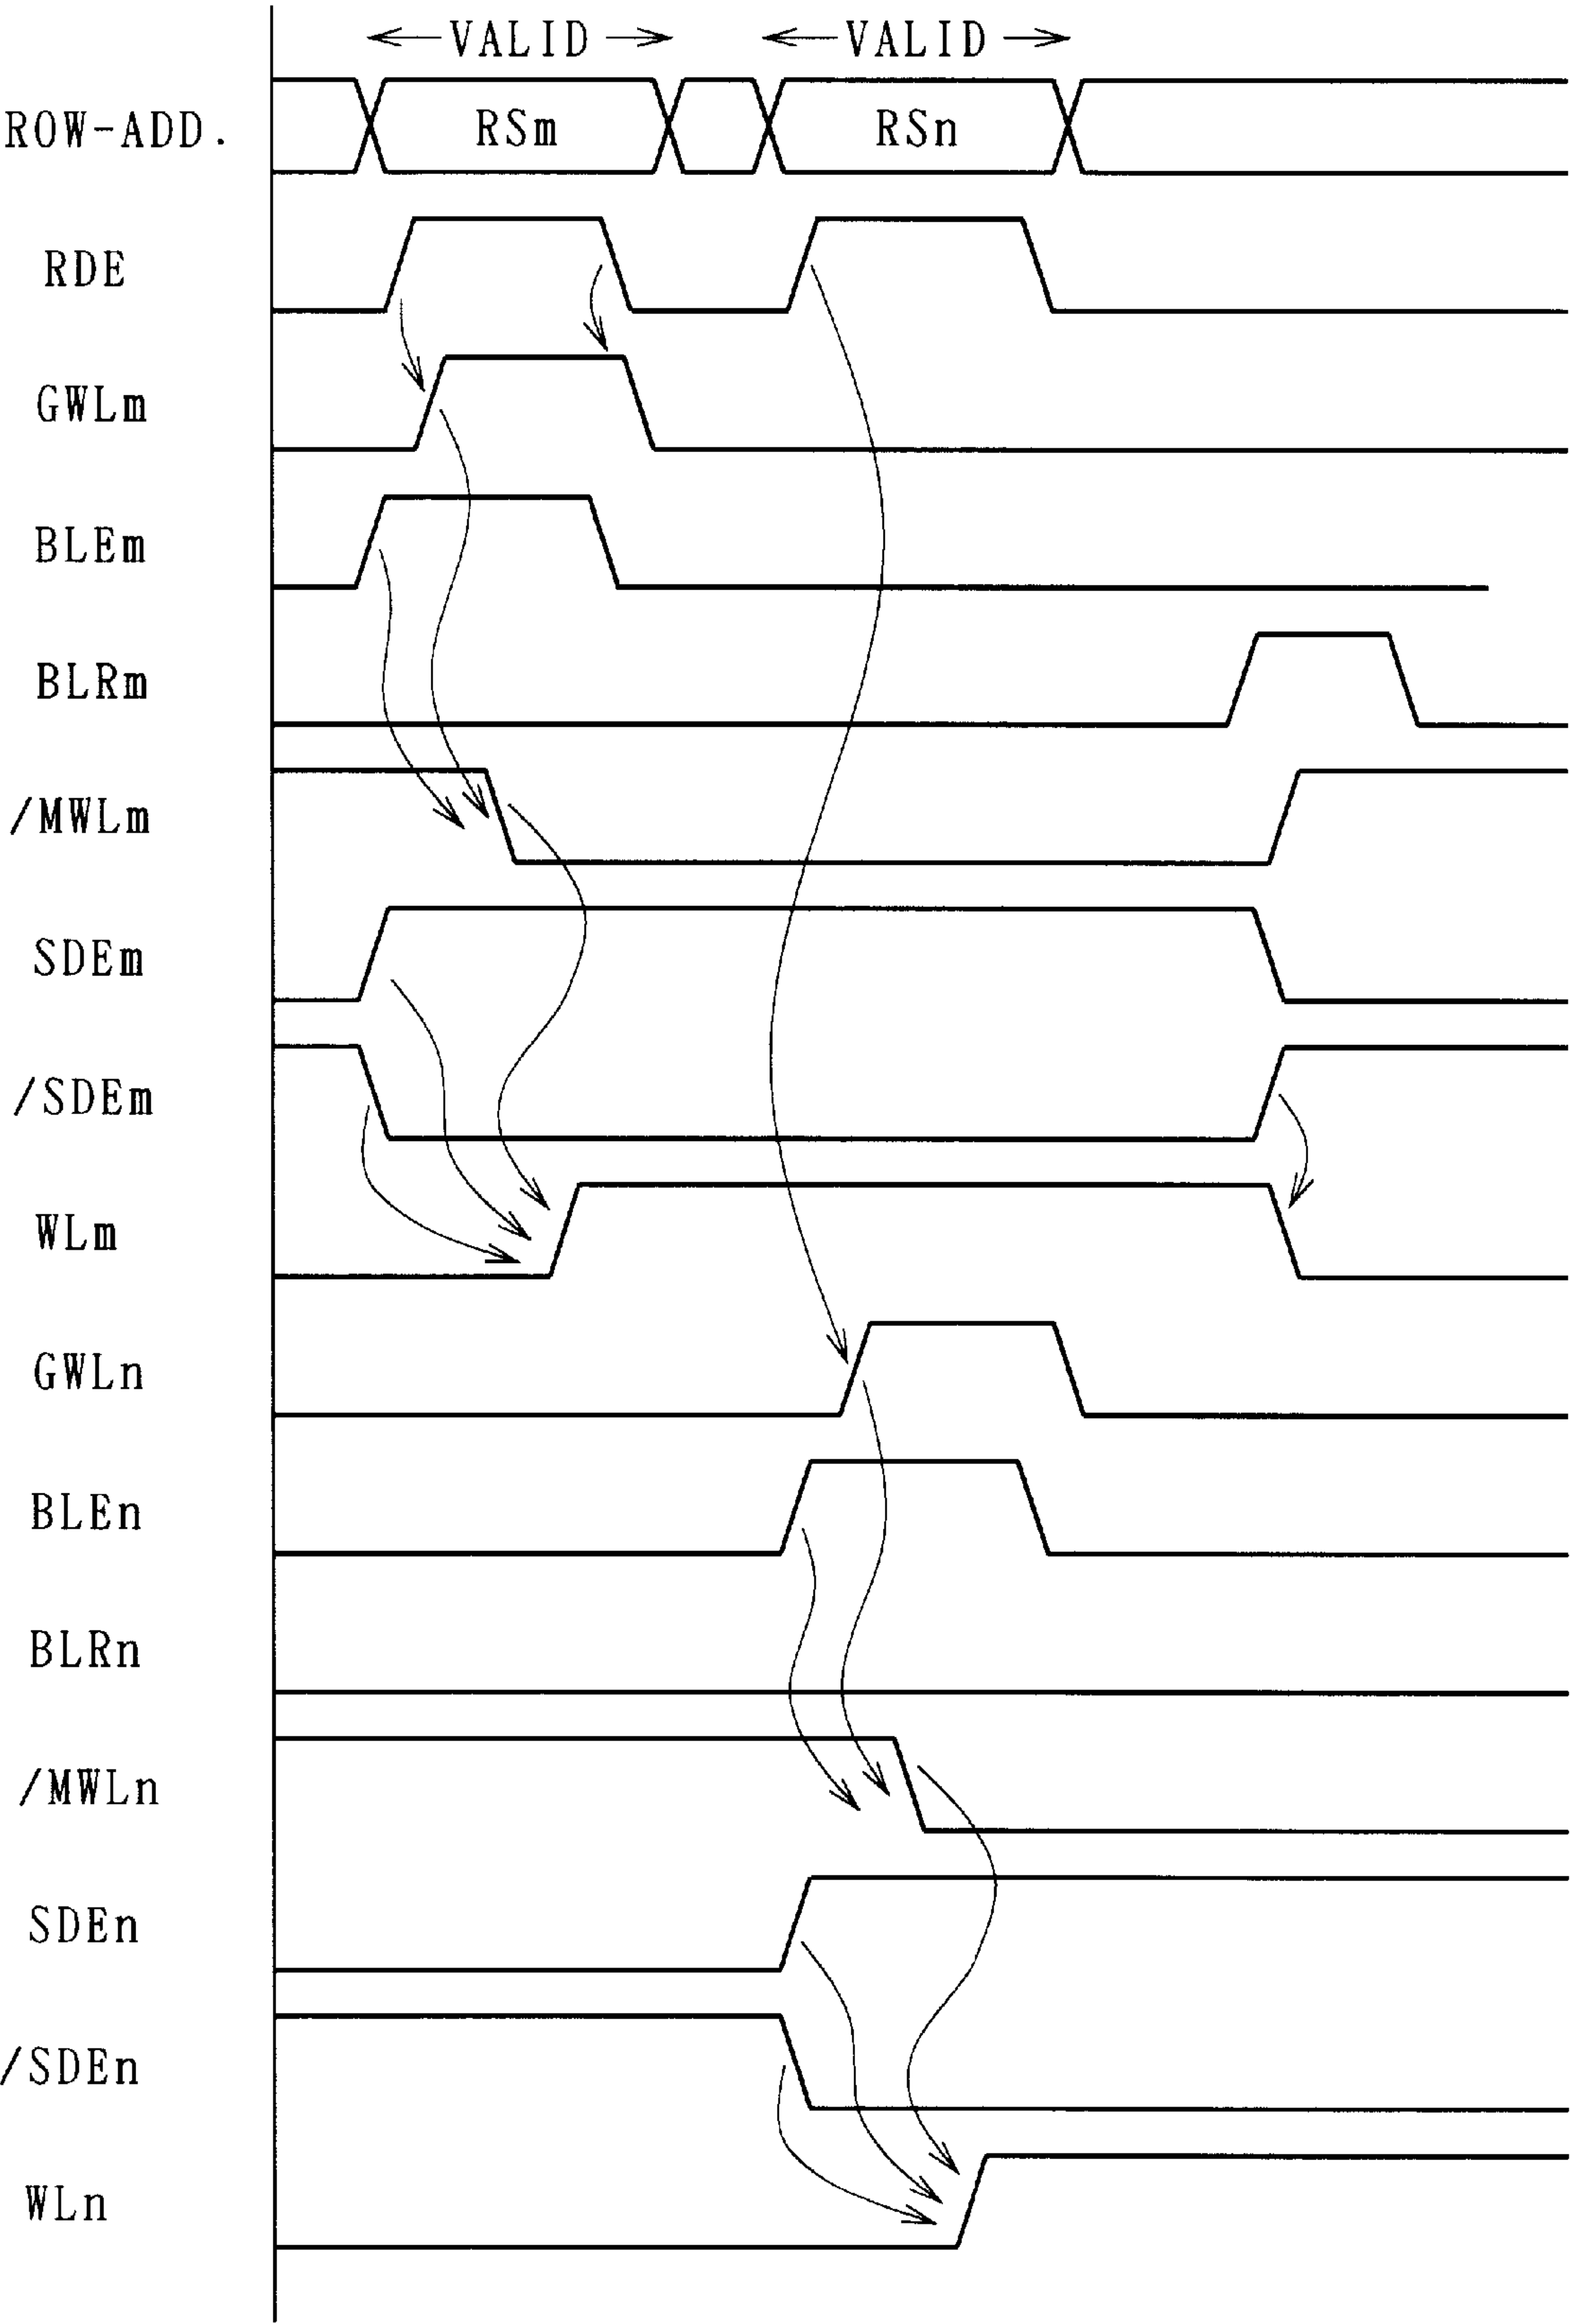 VALID VALID
ROW-ADD. RSm RSn
RDE
GWLm
BLEm
BLRm
/MWLm
SDEm
/SDEm
WLm
GWLn
BLEn
BLRn
/MWLn
SDEn
/SDEn
WLn